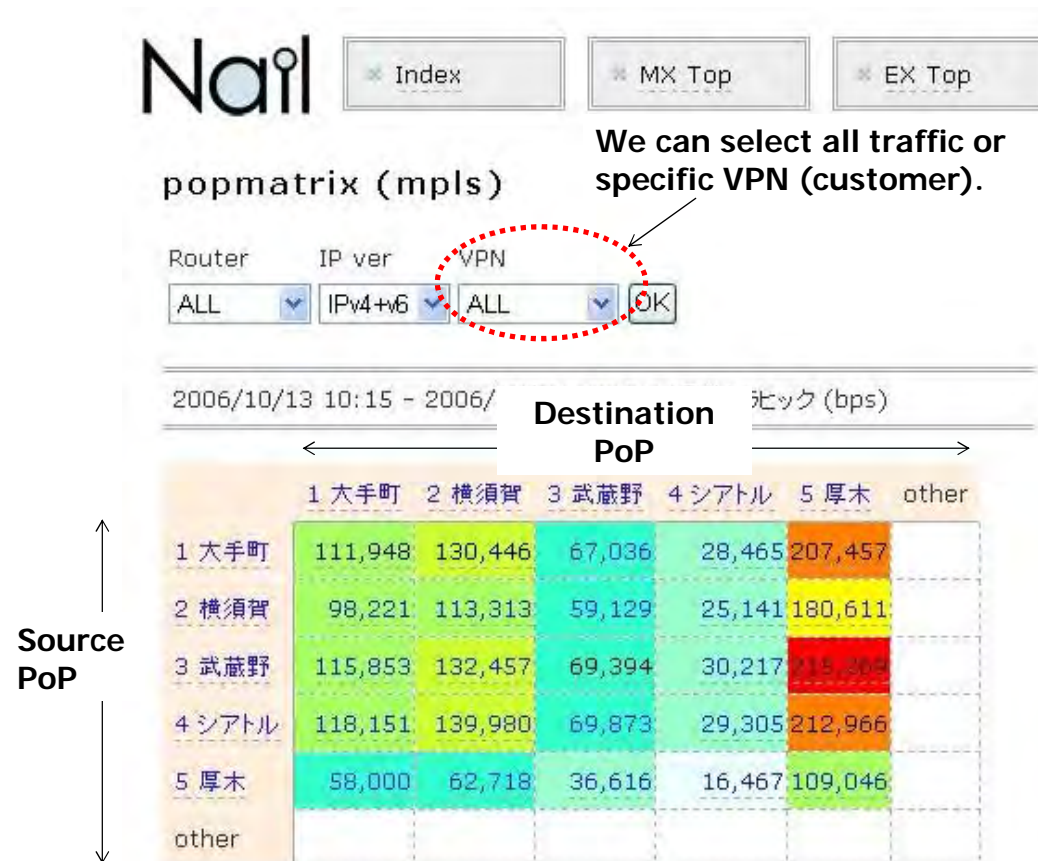 Nail
Index
MX Top
EX Top
We can select all traffic or
specific VPN (customer).
popmatrix (mpls)
Router IP ver VPN
ALL IPv4+v6 ALL OK
2006/10/13 10:15 - 2006/ ラヒック (bps)
Destination
PoP
1 大手町 2 横須賀 3 武蔵野 4 シアトル 5 厚木 other
1 大手町 111,948 130,446 67,036 28,465 207,457
2 横須賀 98,221 113,313 59,129 25,141 180,611
Source
PoP
3 武蔵野 115,853 132,457 69,394 30,217
4 シアトル 118,151 139,980 69,873 29,305 212,966
5 厚木 58,000 62,718 36,616 16,467 109,046
other